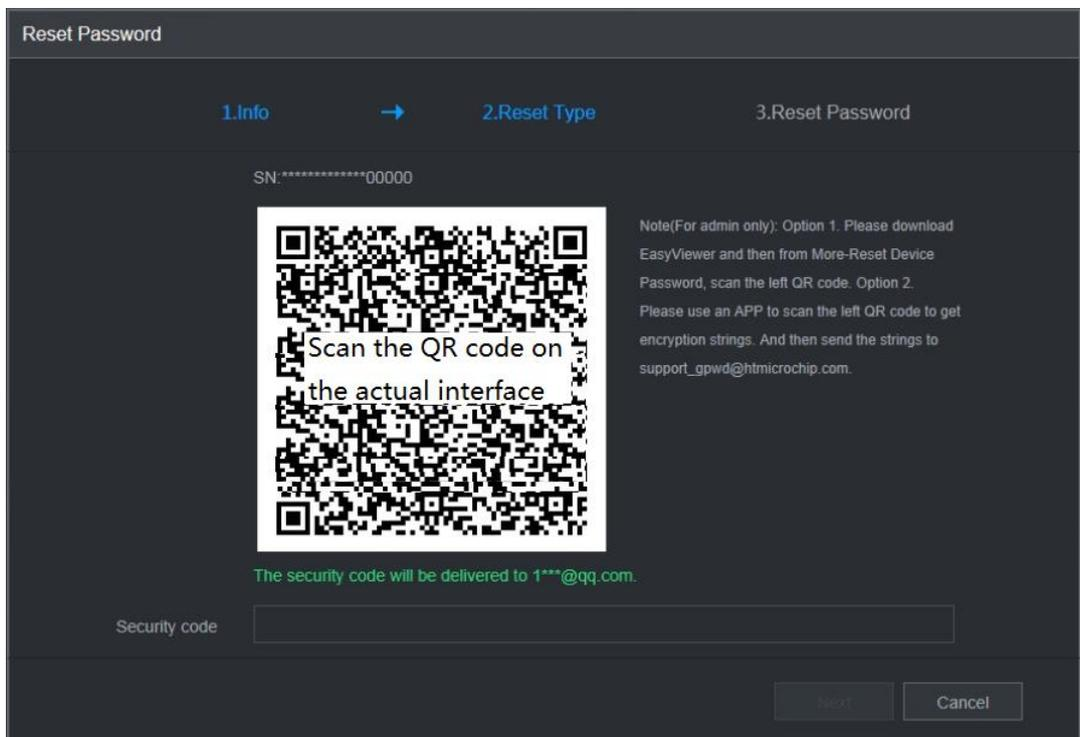 Reset Password
1.Info → 2.Reset Type 3.Reset Password
SN:*************00000
Note(For admin only): Option 1. Please download
EasyViewer and then from More-Reset Device
Password, scan the left QR code. Option 2.
Please use an APP to scan the left QR code to get
encryption strings. And then send the strings to
support_gpwd@htmicrochip.com.
Scan the QR code on
the actual interface
The security code will be delivered to 1***@qq.com.
Security code
Next Cancel